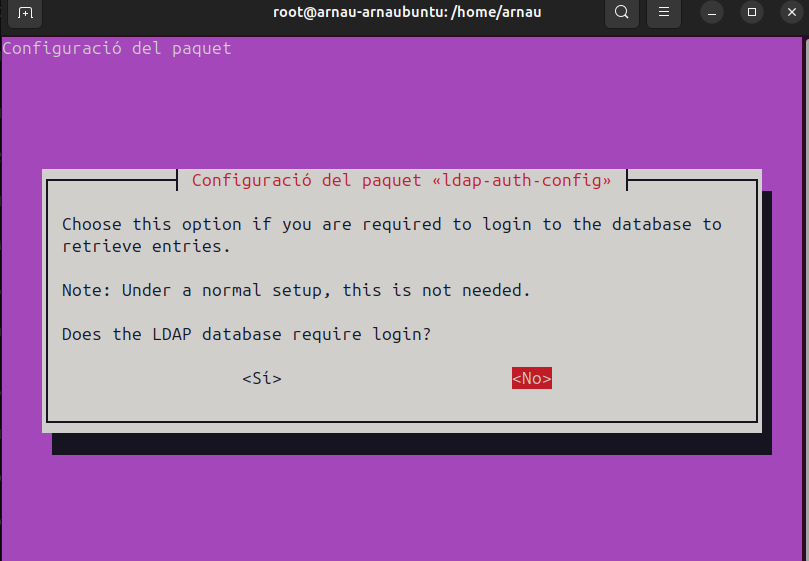 root@arnau-arnaubuntu: /home/arnau
Configuració del paquet
Configuració del paquet «ldap-auth-config»
Choose this option if you are required to login to the database to
retrieve entries.
Note: Under a normal setup, this is not needed.
Does the LDAP database require login?
<Sí> <No>